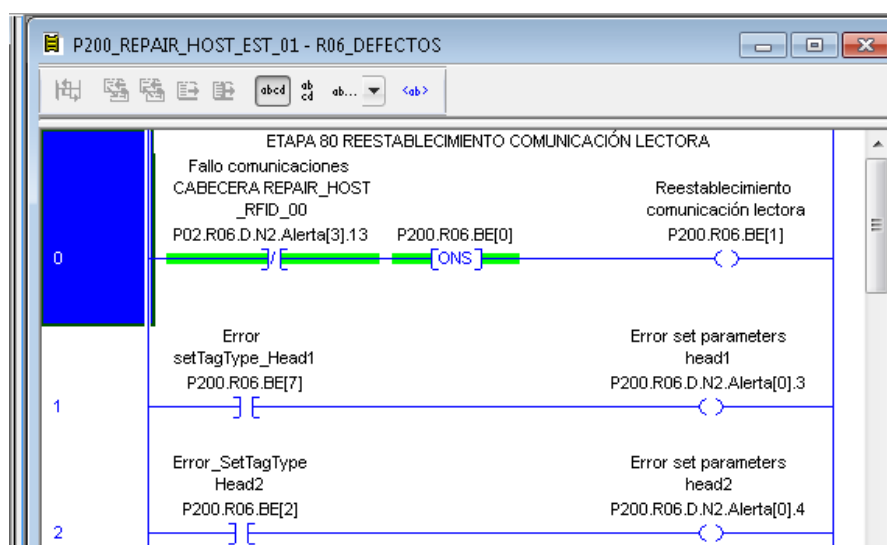 P200_REPAIR_HOST_EST_01 - R06_DEFECTOS
abcd
ab
cd
ab...
<ab>
ETAPA 80 REESTABLECIMIENTO COMUNICACIÓN LECTORA
Fallo comunicaciones
CABECERA REPAIR_HOST
_RFID_00
P02.R06.D.N2.Alerta[3].13
P200.R06.BE[0]
ONS
Reestablecimiento
comunicación lectora
P200.R06.BE[1]
0
Error
setTagType_Head1
P200.R06.BE[7]
Error set parameters
head1
P200.R06.D.N2.Alerta[0].3
1
Error_SetTagType
Head2
P200.R06.BE[2]
Error set parameters
head2
P200.R06.D.N2.Alerta[0].4
2